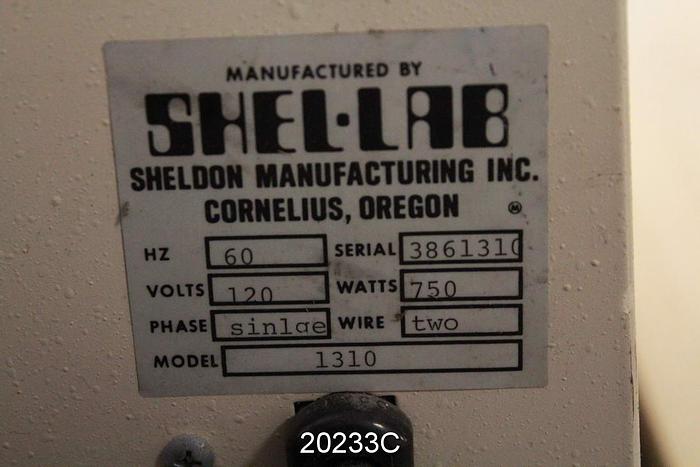 MANUFACTURED BY
SHEL·LAB
SHELDON MANUFACTURING INC.
CORNELIUS, OREGON
HZ 60 SERIAL 3861310
VOLTS 120 WATTS 750
PHASE sinlge WIRE two
MODEL 1310
20233C